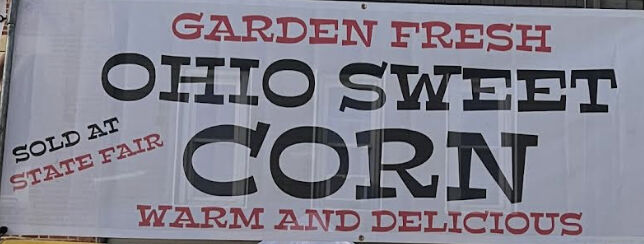 GARDEN FRESH
OHIO SWEET
CORN
SOLD AT
STATE FAIR
WARM AND DELICIOUS